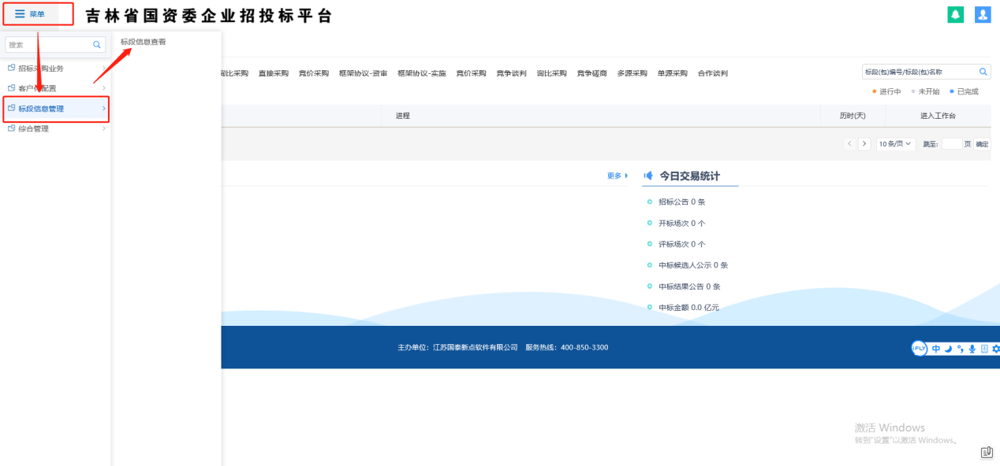 菜单
吉林省国资委企业招投标平台
搜索
标段信息查看
招标采购业务
客户 配置
标段信息管理
综合管理
询比采购 直接采购 竞价采购 框架协议-资审 框架协议-实施 竞价采购 竞争谈判 询比采购 竞争磋商 多源采购 单源采购 合作谈判
标段(包)编号/标段(包)名称
进行中 未开始 已完成
进程 历时(天) 进入工作台
10 条/页 跳至: 页 确定
更多
今日交易统计
招标公告 0 条
开标场次 0 个
评标场次 0 个
中标候选人公示 0 条
中标结果公告 0 条
中标金额 0.0 亿元
主办单位：江苏国泰新点软件有限公司 服务热线：400-850-3300
iFLY 中
激活 Windows
转到"设置"以激活 Windows。